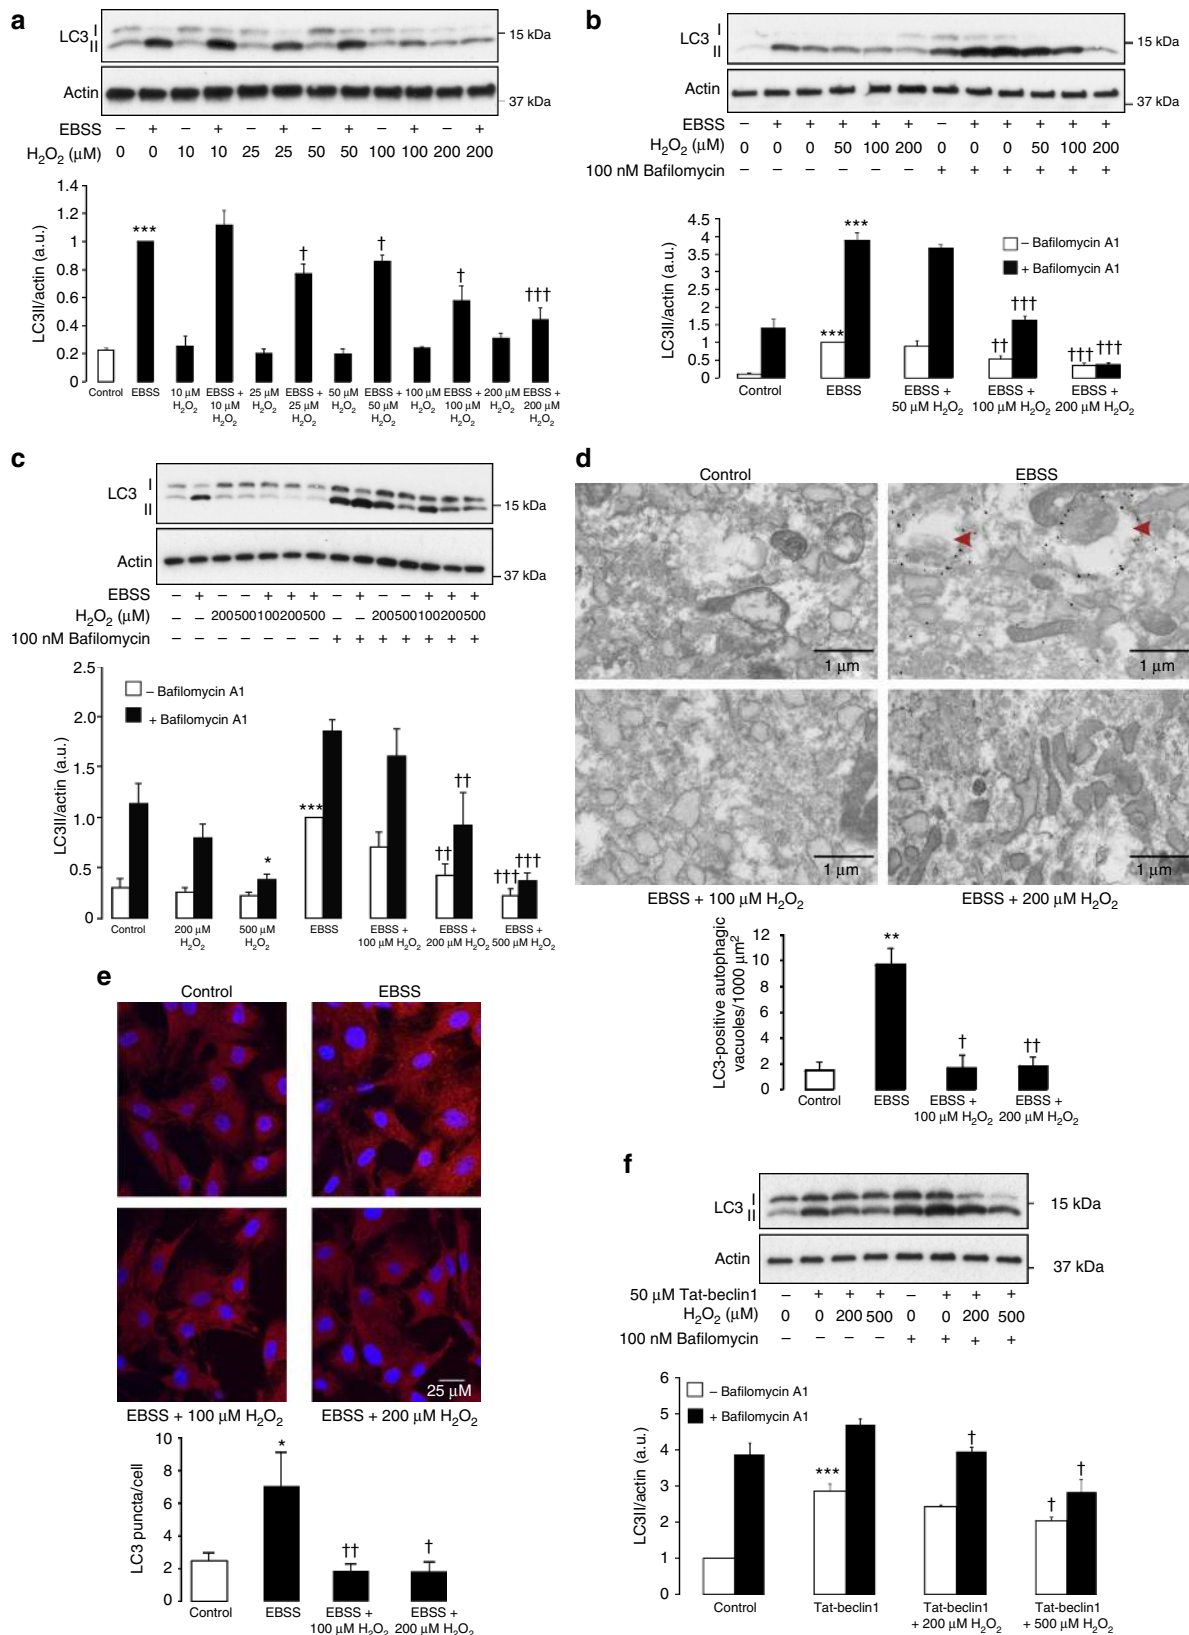 a
LC3 I
II
15 kDa
Actin
37 kDa
EBSS – + – + – + – + – + – +
H2O2 (μM) 0 0 10 10 25 25 50 50 100 100 200 200
1.4
1.2
1
0.8
0.6
0.4
0.2
0
LC3II/actin (a.u.)
*** † † † †††
Control EBSS 10 μM EBSS + 25 μM EBSS + 50 μM EBSS + 100 μM EBSS + 200 μM EBSS +
H2O2 10 μM H2O2 25 μM H2O2 50 μM H2O2 100 μM H2O2 200 μM
H2O2 H2O2 H2O2 H2O2 H2O2
b
LC3 I
II
15 kDa
Actin
37 kDa
EBSS – + + + + + – + + + + +
H2O2 (μM) 0 0 0 50 100 200 0 0 0 50 100 200
100 nM Bafilomycin – – – – – – + + + + + +
4.5
4
3.5
3
2.5
2
1.5
1
0.5
0
LC3II/actin (a.u.)
– Bafilomycin A1
+ Bafilomycin A1
*** *** †† ††† ††† †††
Control EBSS EBSS + EBSS + EBSS +
50 μM H2O2 100 μM H2O2 200 μM H2O2
c
LC3 I
II
15 kDa
Actin
37 kDa
EBSS – – – – + + + – – – – + + +
H2O2 (μM) – – 200 500 100 200 500 – – 200 500 100 200 500
100 nM Bafilomycin – – – – – – – + + + + + + +
2.5
2.0
1.5
1.0
0.5
0
LC3II/actin (a.u.)
– Bafilomycin A1
+ Bafilomycin A1
* *** †† †† ††† †††
Control 200 μM 500 μM EBSS EBSS + EBSS + EBSS +
H2O2 H2O2 100 μM H2O2 200 μM H2O2 500 μM H2O2
d
Control EBSS
1 μm 1 μm
1 μm 1 μm
EBSS + 100 μM H2O2 EBSS + 200 μM H2O2
12
10
8
6
4
2
0
LC3-positive autophagic
vacuoles/1000 μm2
** † ††
Control EBSS EBSS + EBSS +
100 μM H2O2 200 μM H2O2
e
Control EBSS
25 μM
EBSS + 100 μM H2O2 EBSS + 200 μM H2O2
10
8
6
4
2
0
LC3 puncta/cell
* †† †
Control EBSS EBSS + EBSS +
100 μM H2O2 200 μM H2O2
f
LC3 I
II
15 kDa
Actin
37 kDa
50 μM Tat-beclin1 – + + + – + + +
H2O2 (μM) 0 0 200 500 0 0 200 500
100 nM Bafilomycin – – – – + + + +
6
5
4
3
2
1
0
LC3II/actin (a.u.)
– Bafilomycin A1
+ Bafilomycin A1
*** † † †
Control Tat-beclin1 Tat-beclin1 Tat-beclin1
+ 200 μM H2O2 + 500 μM H2O2